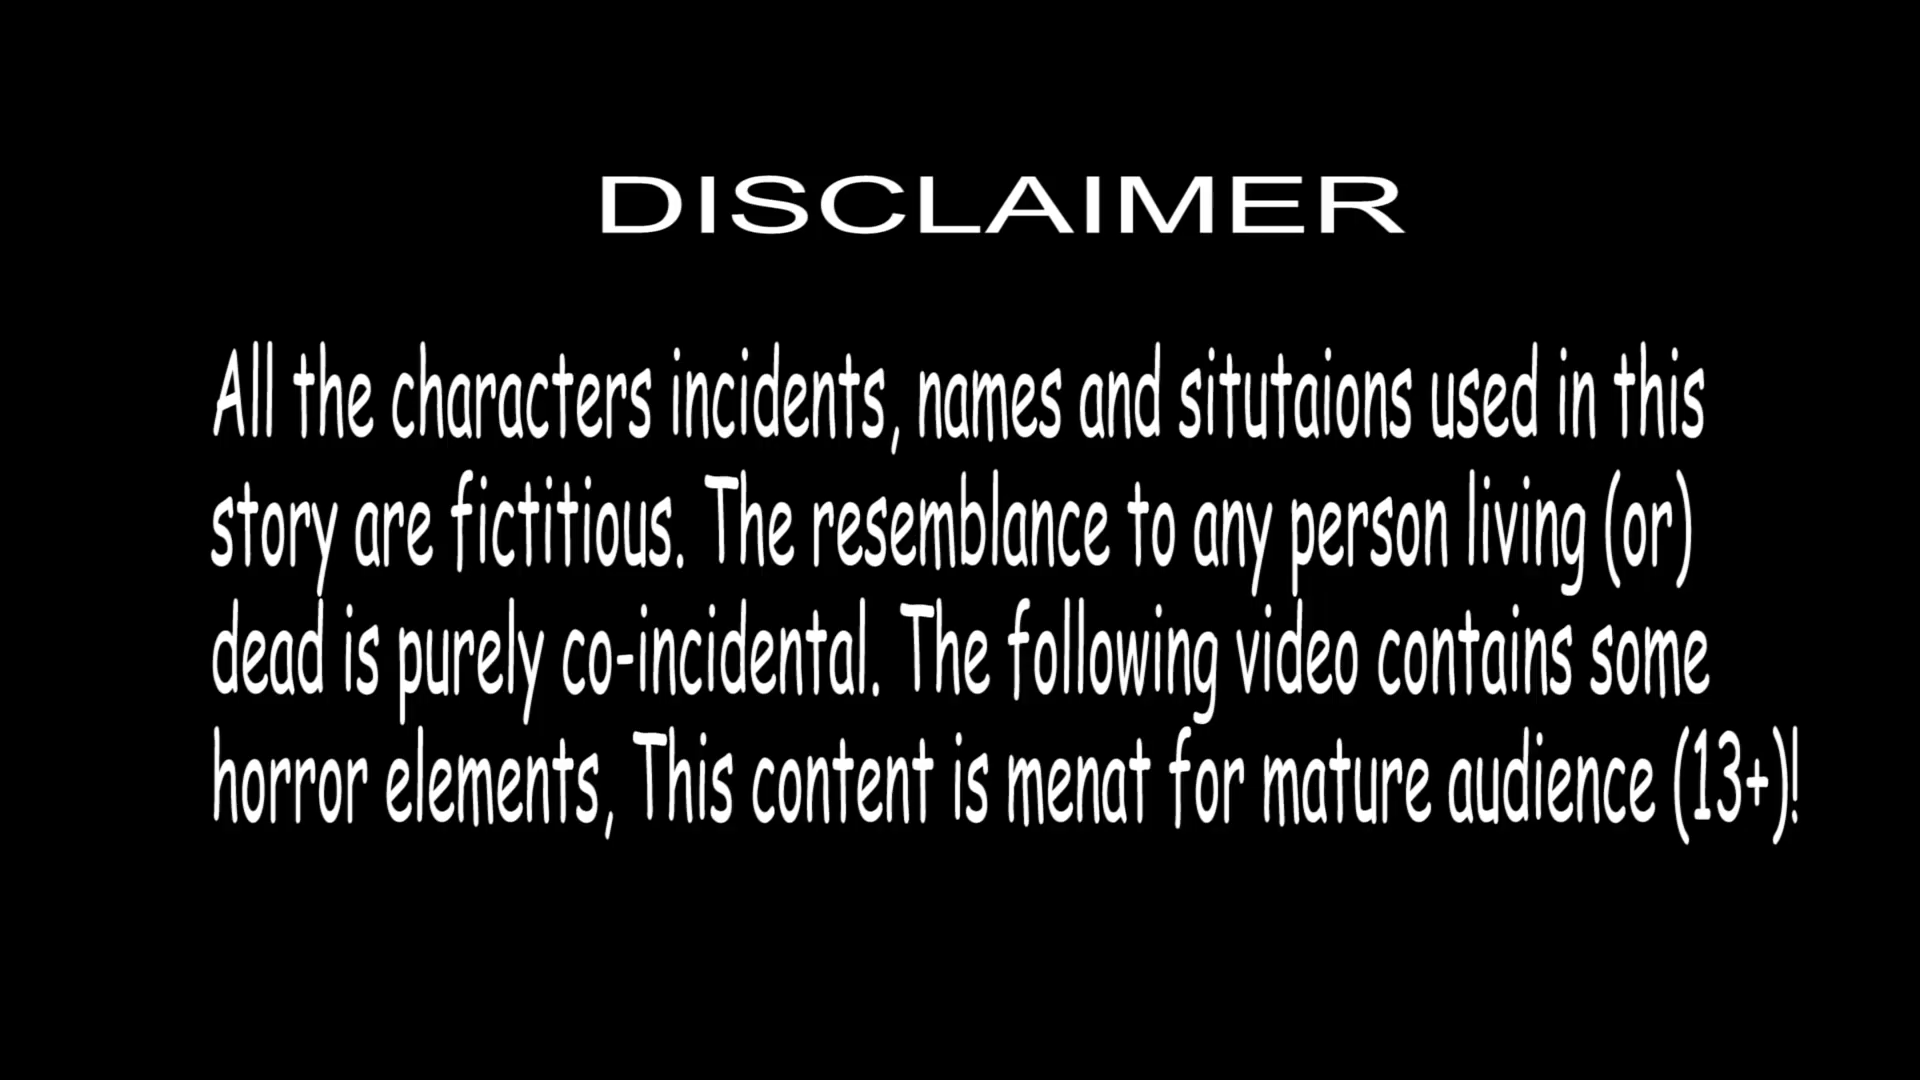 DISCLAIMER
All the characters incidents, names and situtaions used in this
story are fictitious. The resemblance to any person living (or)
dead is purely co-incidental. The following video contains some
horror elements, This content is menat for mature audience (13+)!